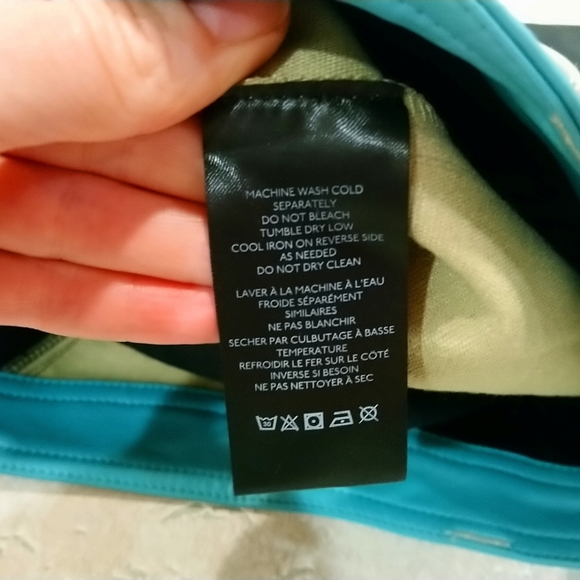 MACHINE WASH COLD
SEPARATELY
DO NOT BLEACH
TUMBLE DRY LOW
COOL IRON ON REVERSE SIDE
AS NEEDED
DO NOT DRY CLEAN
LAVER À LA MACHINE À L'EAU
FROIDE SÉPARÉMENT
SIMILAIRES
NE PAS BLANCHIR
SECHER PAR CULBUTAGE À BASSE
TEMPERATURE
REFROIDIR LE FER SUR LE CÔTÉ
INVERSE SI BESOIN
NE PAS NETTOYER À SEC
30